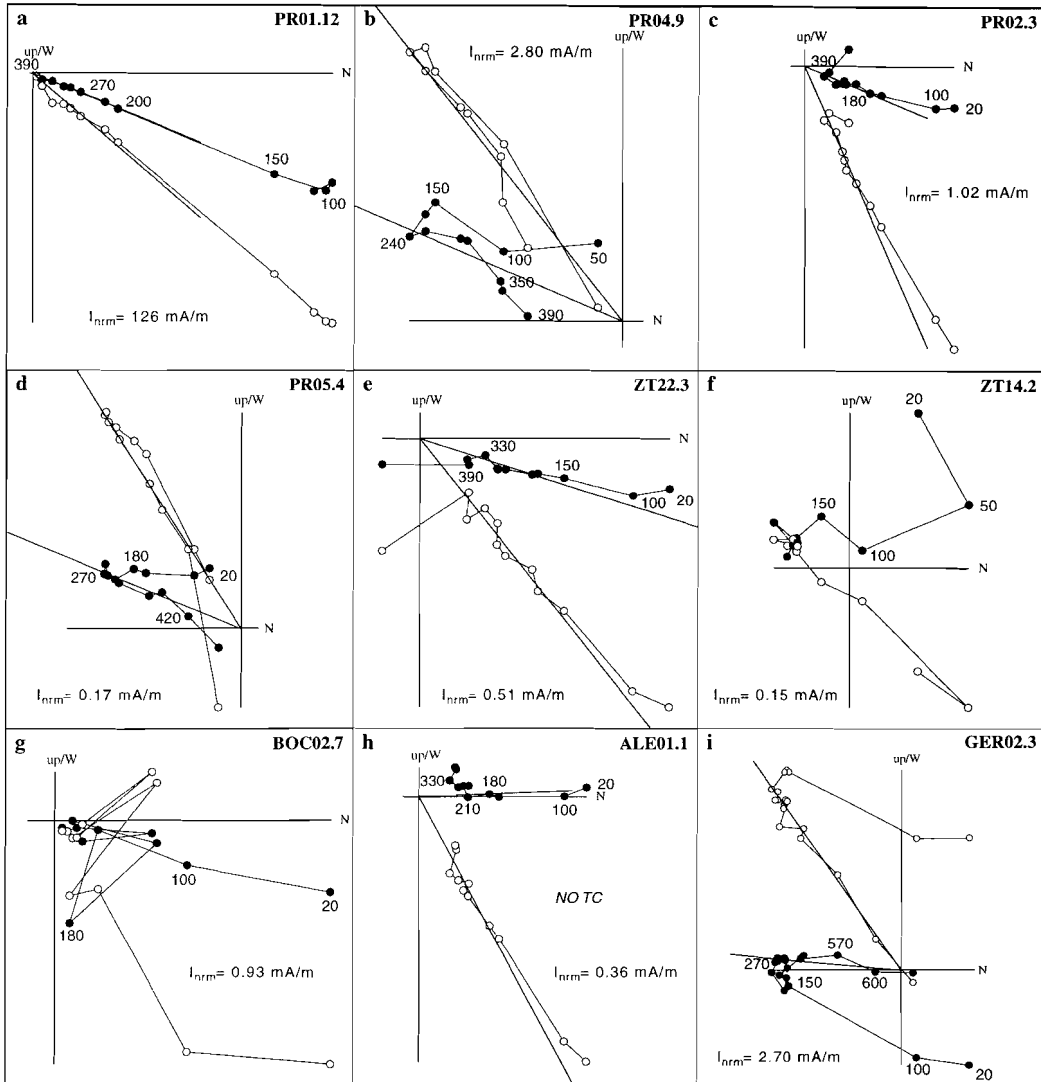 a PR01.12
up/W
390
N
270
200
150
100
Inrm= 126 mA/m
b PR04.9
up/W
Inrm= 2.80 mA/m
150
240
100
50
350
390
N
c PR02.3
up/W
390
N
100
180
20
Inrm= 1.02 mA/m
d PR05.4
up/W
180
270
20
420
N
Inrm= 0.17 mA/m
e ZT22.3
up/W
330
N
150
390
100
20
Inrm= 0.51 mA/m
f ZT14.2
up/W
20
150
50
100
N
Inrm= 0.15 mA/m
g BOC02.7
up/W
N
100
20
180
Inrm= 0.93 mA/m
h ALE01.1
up/W
330
180
20
N
210
100
NO TC
Inrm= 0.36 mA/m
i GER02.3
up/W
570
270
N
150
600
Inrm= 2.70 mA/m
100
20